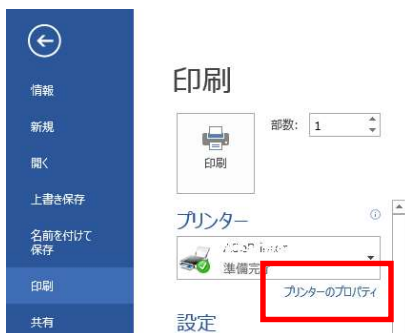 情報
新規
開く
上書き保存
名前を付けて
保存
印刷
共有
印刷
部数: 1
印刷
プリンター
準備完了
プリンターのプロパティ
設定